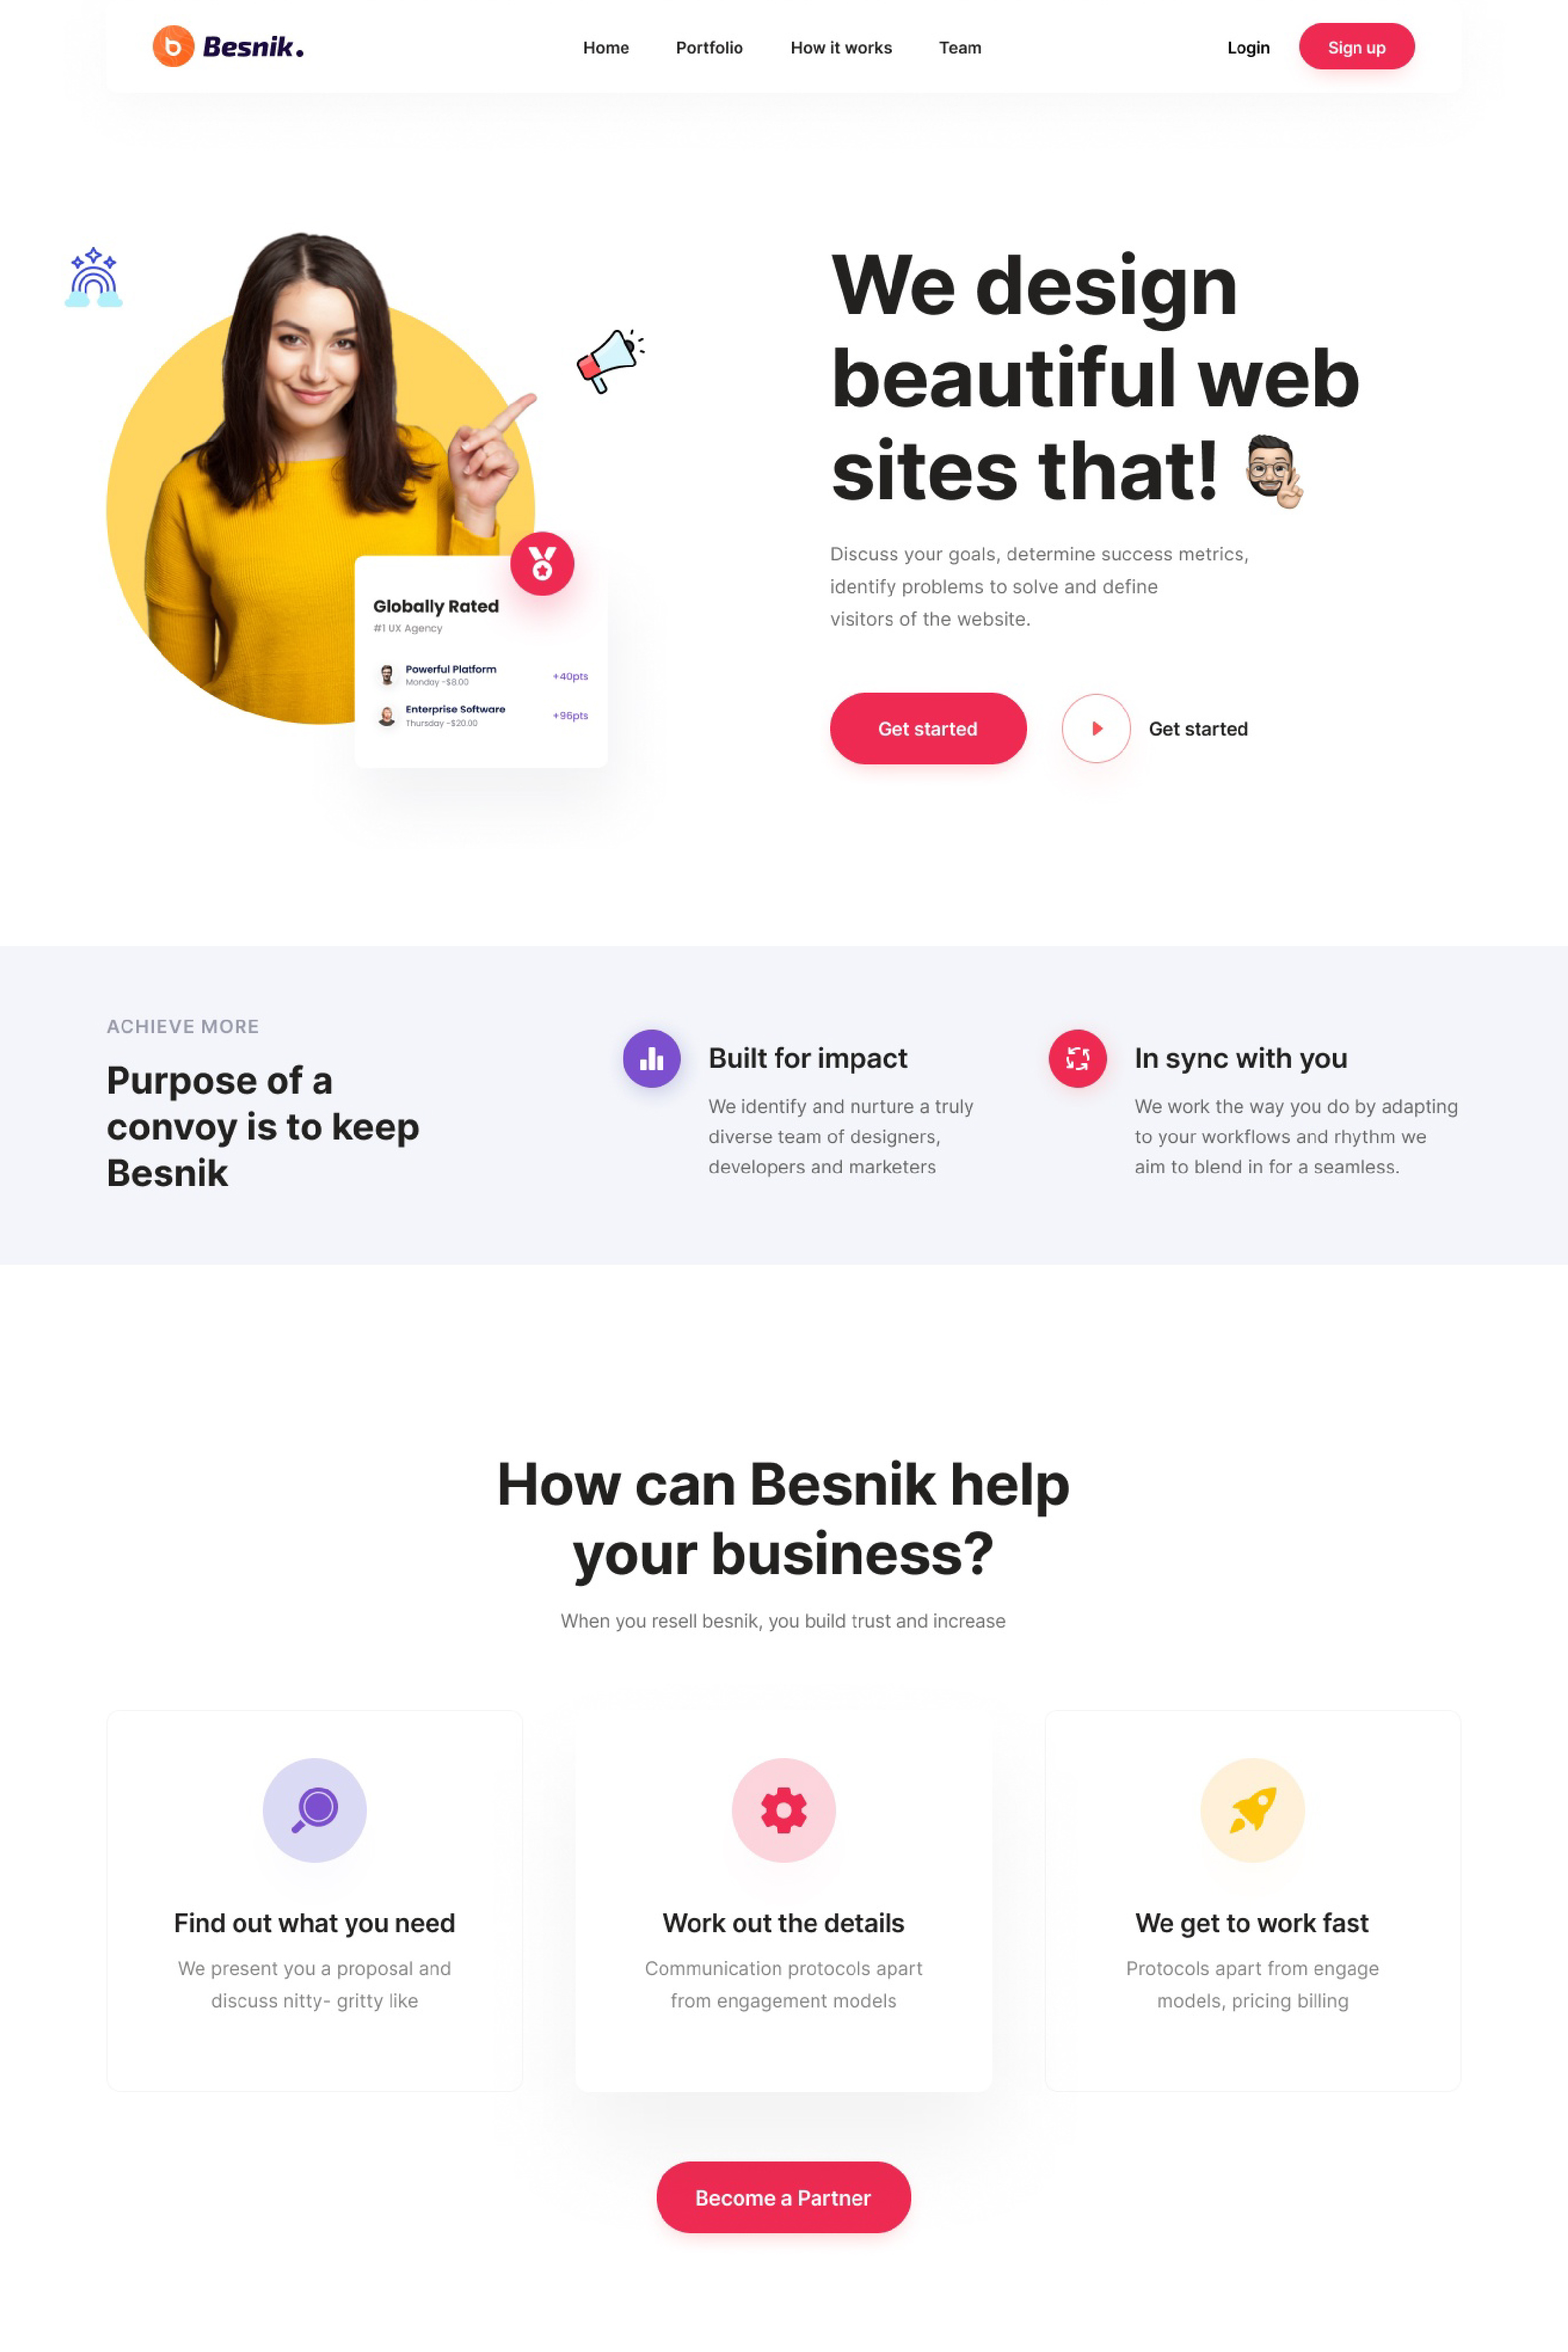 Besnik.
Home
Portfolio
How it works
Team
Login
Sign up
We design
beautiful web
sites that!
Discuss your goals, determine success metrics,
identify problems to solve and define
visitors of the website.
Get started
Get started
Globally Rated
#1 UX Agency
Powerful Platform
Monday -$8.00
+40pts
Enterprise Software
Thursday -$20.00
+96pts
ACHIEVE MORE
Purpose of a
convoy is to keep
Besnik
Built for impact
We identify and nurture a truly
diverse team of designers,
developers and marketers
In sync with you
We work the way you do by adapting
to your workflows and rhythm we
aim to blend in for a seamless.
How can Besnik help
your business?
When you resell besnik, you build trust and increase
Find out what you need
We present you a proposal and
discuss nitty- gritty like
Work out the details
Communication protocols apart
from engagement models
We get to work fast
Protocols apart from engage
models, pricing billing
Become a Partner